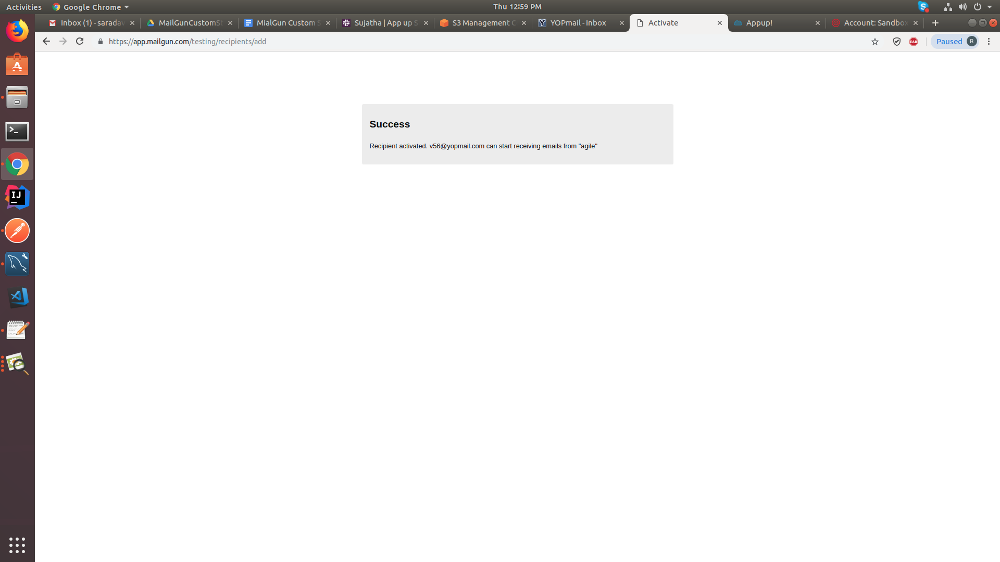 Activities Google Chrome Thu 12:59 PM
Inbox (1) - saradav MailGunCustomSt MialGun Custom S Sujatha | App up S S3 Management C YOPmail - Inbox Activate Appup! Account: Sandbox
https://app.mailgun.com/testing/recipients/add Paused R
Success
Recipient activated. v56@yopmail.com can start receiving emails from "agile"